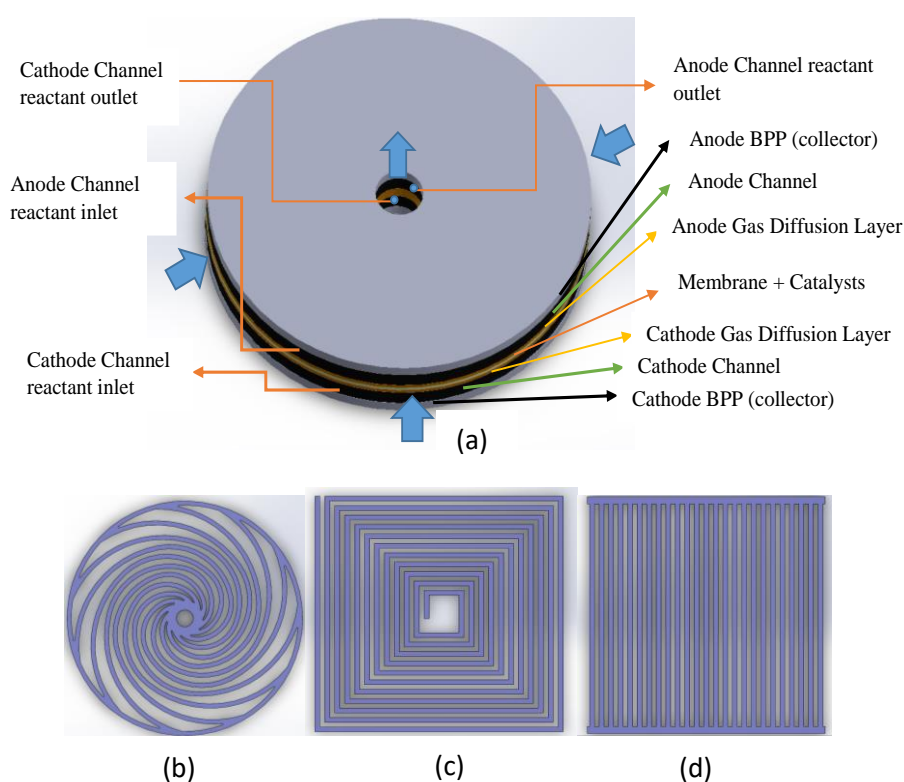 Cathode Channel
reactant outlet
Anode Channel reactant
outlet
Anode BPP (collector)
Anode Channel
reactant inlet
Anode Channel
Anode Gas Diffusion Layer
Membrane + Catalysts
Cathode Gas Diffusion Layer
Cathode Channel
reactant inlet
Cathode Channel
Cathode BPP (collector)
(a)
(b)
(c)
(d)